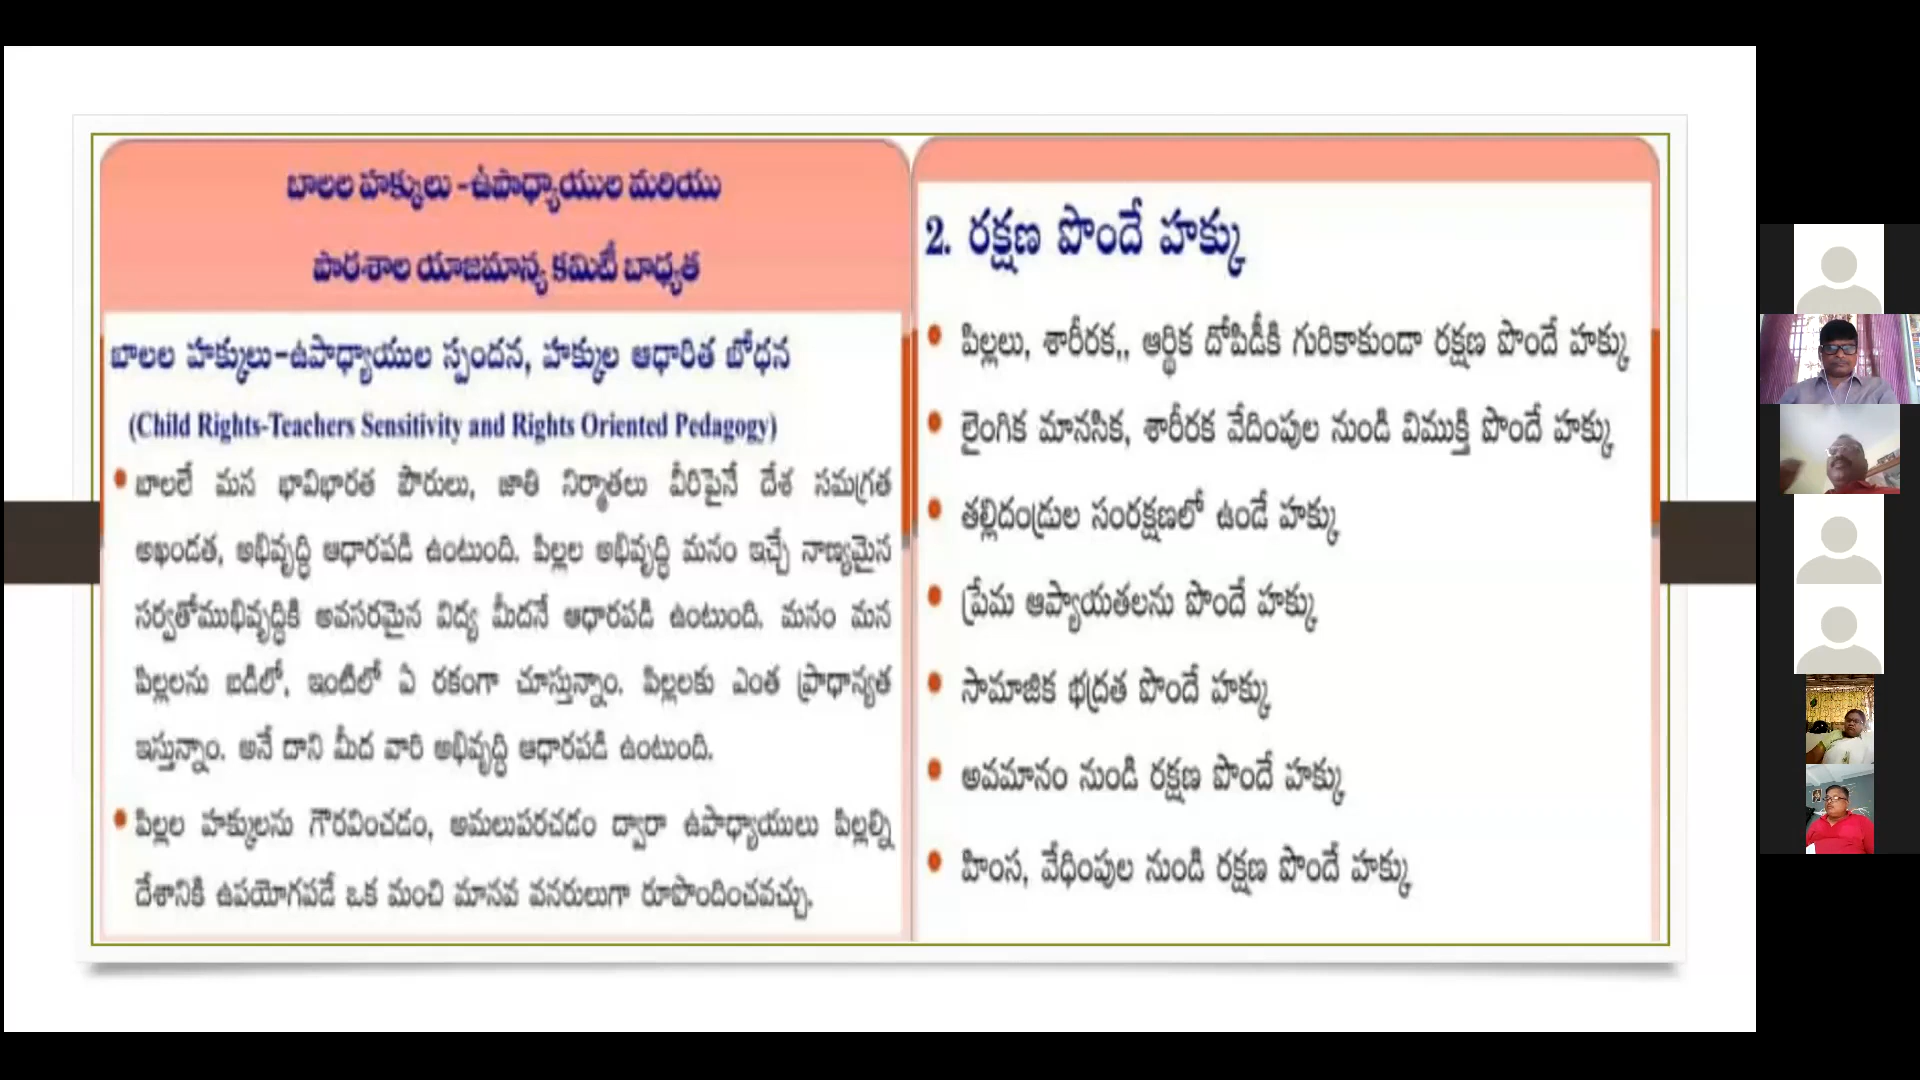 బాలల హక్కులు -ఉపాధ్యాయుల మరియు
పాఠశాల యాజమాన్య కమిటీ బాధ్యత
బాలల హక్కులు-ఉపాధ్యాయుల స్పందన, హక్కుల ఆధారిత బోధన
(Child Rights-Teachers Sensitivity and Rights Oriented Pedagogy)
• బాలలే మన భావిభారత పౌరులు, జాతి నిర్మాతలు వీరిపైనే దేశ సమగ్రత
అఖండత, అభివృద్ధి ఆధారపడి ఉంటుంది. పిల్లల అభివృద్ధి మనం ఇచ్చే నాణ్యమైన
సర్వతోముఖివృద్ధికి అవసరమైన విద్య మీదనే ఆధారపడి ఉంటుంది. మనం మన
పిల్లలను బడిలో, ఇంటిలో ఏ రకంగా చూస్తున్నాం. పిల్లలకు ఎంత ప్రాధాన్యత
ఇస్తున్నాం. అనే దాని మీద వారి అభివృద్ధి ఆధారపడి ఉంటుంది.
• పిల్లల హక్కులను గౌరవించడం, అమలుపరచడం ద్వారా ఉపాధ్యాయులు పిల్లల్ని
దేశానికి ఉపయోగపడే ఒక మంచి మానవ వనరులుగా రూపొందించవచ్చు.
2. రక్షణ పొందే హక్కు
• పిల్లలు, శారీరక,, ఆర్థిక దోపిడీకి గురికాకుండా రక్షణ పొందే హక్కు
• లైంగిక మానసిక, శారీరక వేదింపుల నుండి విముక్తి పొందే హక్కు
• తల్లిదండ్రుల సంరక్షణలో ఉండే హక్కు
• ప్రేమ ఆప్యాయతలను పొందే హక్కు
• సామాజిక భద్రత పొందే హక్కు
• అవమానం నుండి రక్షణ పొందే హక్కు
• హింస, వేధింపుల నుండి రక్షణ పొందే హక్కు